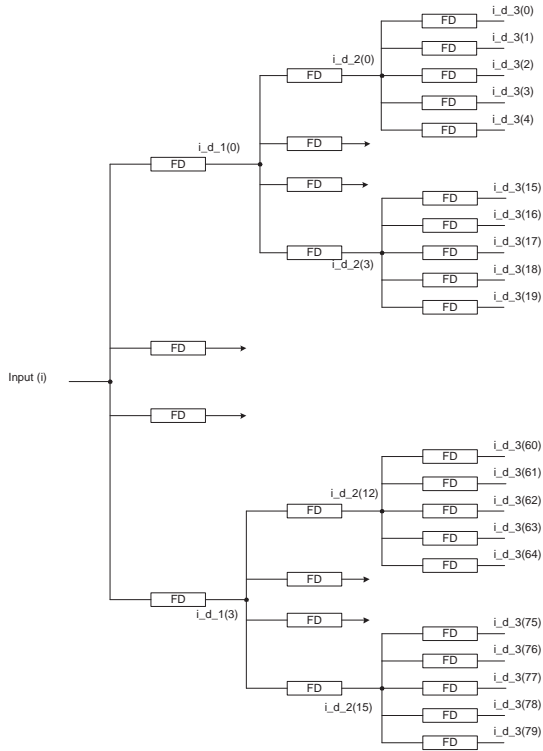 i_d_3(0)
FD
i_d_3(1)
i_d_2(0)
FD
i_d_3(2)
FD
FD
i_d_3(3)
FD
i_d_3(4)
FD
i_d_1(0)
FD
FD
FD
i_d_3(15)
FD
i_d_3(16)
FD
i_d_3(17)
FD
FD
i_d_2(3)
i_d_3(18)
FD
i_d_3(19)
FD
FD
Input (i)
FD
i_d_3(60)
FD
i_d_3(61)
FD
i_d_2(12)
i_d_3(62)
FD
FD
i_d_3(63)
FD
i_d_3(64)
FD
FD
FD
i_d_1(3)
FD
i_d_3(75)
FD
i_d_3(76)
FD
i_d_3(77)
FD
FD
i_d_2(15)
i_d_3(78)
FD
i_d_3(79)
FD